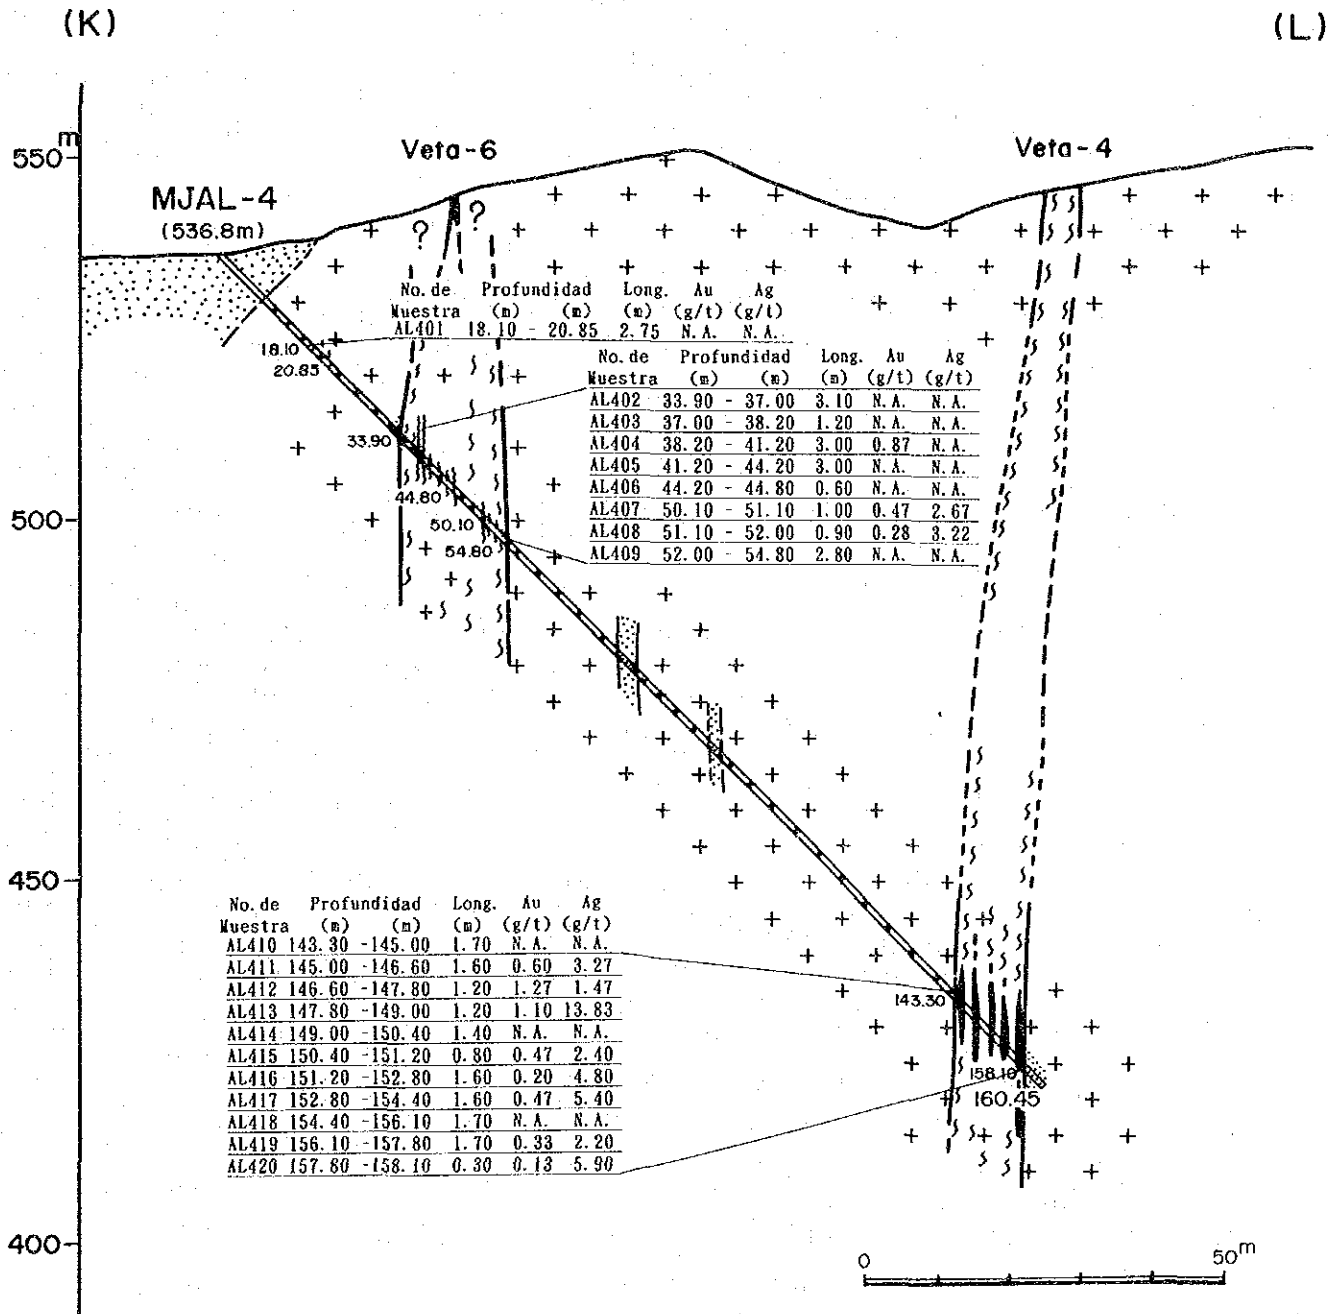 (K) (L)
m
550
Veta-6 Veta-4
MJAL-4
(536.8m)
? ?
No. de Profundidad Long. Au Ag
Muestra (m) (m) (m) (g/t) (g/t)
AL401 18.10 - 20.85 2.75 N.A. N.A.
18.10
20.85
No. de Profundidad Long. Au Ag
Muestra (m) (m) (m) (g/t) (g/t)
AL402 33.90 - 37.00 3.10 N.A. N.A.
AL403 37.00 - 38.20 1.20 N.A. N.A.
AL404 38.20 - 41.20 3.00 0.87 N.A.
AL405 41.20 - 44.20 3.00 N.A. N.A.
AL406 44.20 - 44.80 0.60 N.A. N.A.
AL407 50.10 - 51.10 1.00 0.47 2.67
AL408 51.10 - 52.00 0.90 0.28 3.22
AL409 52.00 - 54.80 2.80 N.A. N.A.
33.90
44.80
500
50.10
54.80
450
No. de Profundidad Long. Au Ag
Muestra (m) (m) (m) (g/t) (g/t)
AL410 143.30 -145.00 1.70 N.A. N.A.
AL411 145.00 -146.60 1.60 0.60 3.27
AL412 146.60 -147.80 1.20 1.27 1.47
AL413 147.80 -149.00 1.20 1.10 13.83
AL414 149.00 -150.40 1.40 N.A. N.A.
AL415 150.40 -151.20 0.80 0.47 2.40
AL416 151.20 -152.80 1.60 0.20 4.80
AL417 152.80 -154.40 1.60 0.47 5.40
AL418 154.40 -156.10 1.70 N.A. N.A.
AL419 156.10 -157.80 1.70 0.33 2.20
AL420 157.80 -158.10 0.30 0.13 5.90
143.30
158.10
160.45
400
0 50m